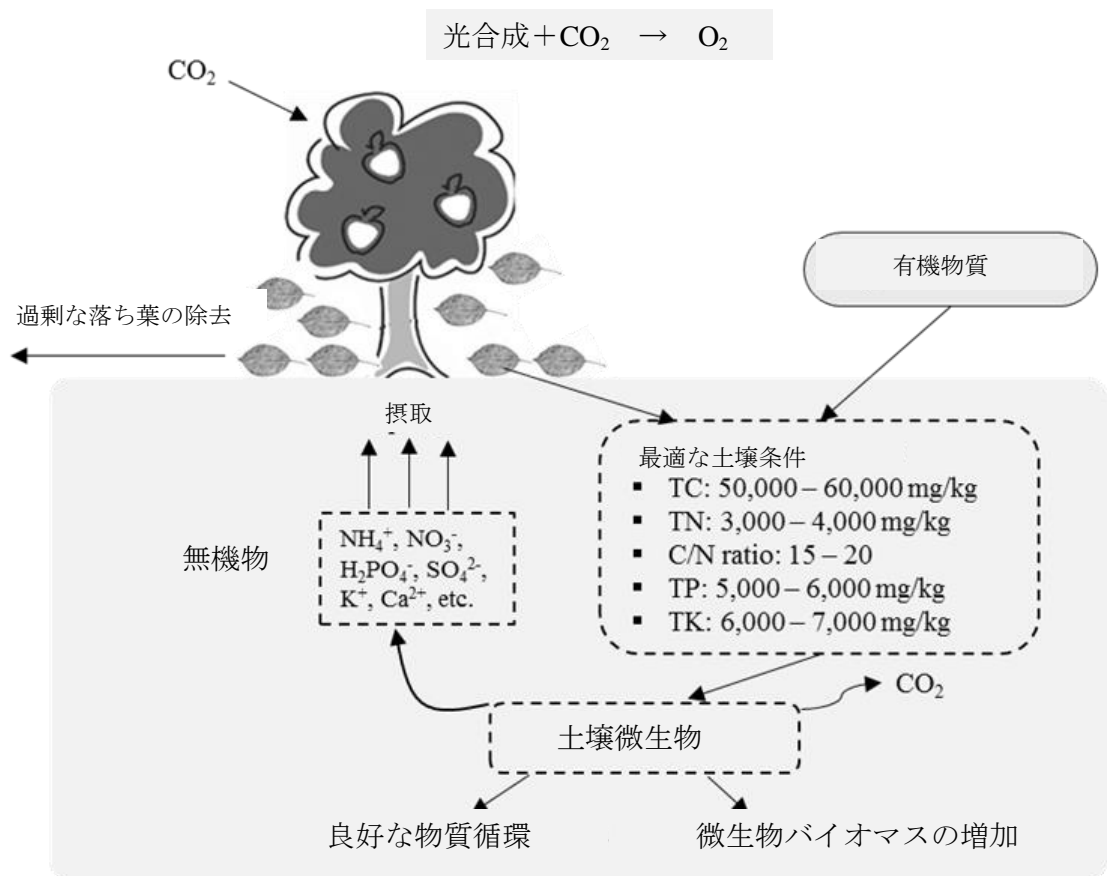 光合成＋CO₂ → O₂
CO₂
有機物質
過剰な落ち葉の除去
摂取
最適な土壌条件
▪ TC: 50,000 – 60,000 mg/kg
▪ TN: 3,000 – 4,000 mg/kg
▪ C/N ratio: 15 – 20
▪ TP: 5,000 – 6,000 mg/kg
▪ TK: 6,000 – 7,000 mg/kg
無機物
NH₄⁺, NO₃⁻,
H₂PO₄⁻, SO₄²⁻,
K⁺, Ca²⁺, etc.
CO₂
土壌微生物
良好な物質循環
微生物バイオマスの増加